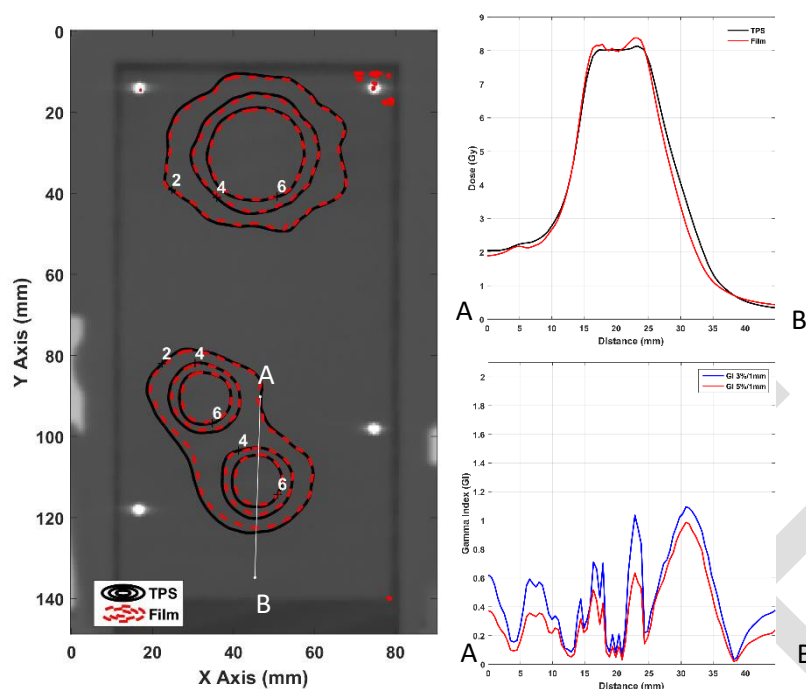 0
20
40
60
80
100
120
140
Y Axis (mm)
0
20
40
60
80
X Axis (mm)
2
4
6
2
4
6
4
6
A
B
TPS
Film
9
8
7
6
5
4
3
2
1
0
Dose (Gy)
0 5 10 15 20 25 30 35 40
Distance (mm)
TPS
Film
A
B
2
1.8
1.6
1.4
1.2
1
0.8
0.6
0.4
0.2
0
Gamma Index (GI)
0 5 10 15 20 25 30 35 40
Distance (mm)
GI 3%/1mm
GI 5%/1mm
A
B